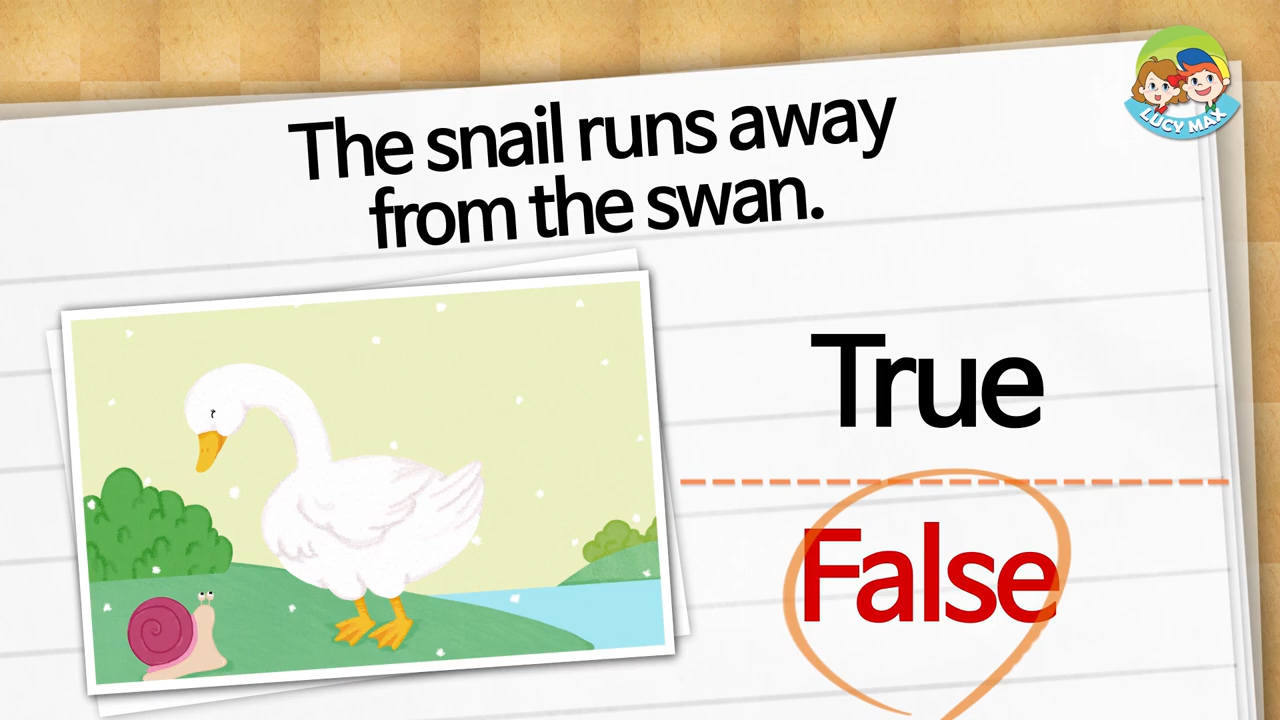 LUCY MAX
The snail runs away
from the swan.
True
False